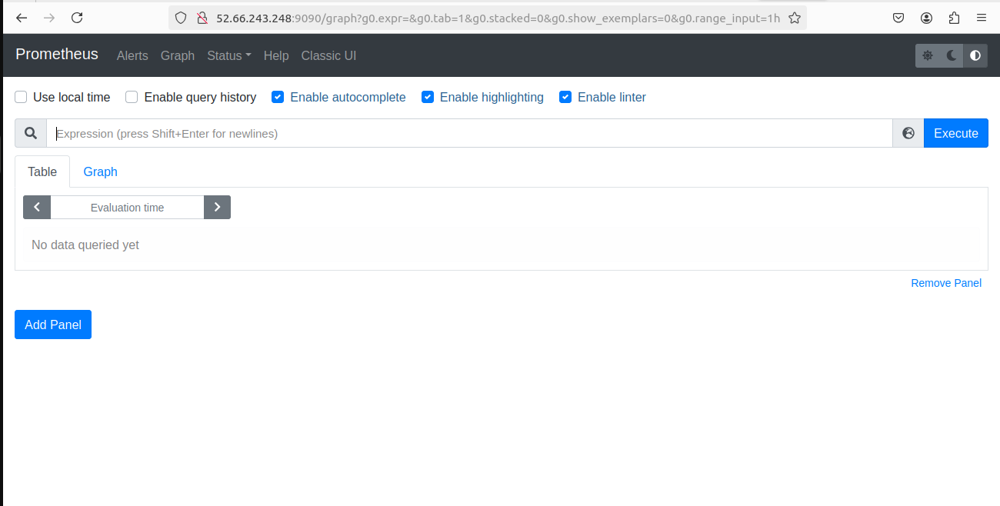 52.66.243.248:9090/graph?g0.expr=&g0.tab=1&g0.stacked=0&g0.show_exemplars=0&g0.range_input=1h
Prometheus Alerts Graph Status Help Classic UI
Use local time Enable query history Enable autocomplete Enable highlighting Enable linter
Expression (press Shift+Enter for newlines) Execute
Table Graph
Evaluation time
No data queried yet
Remove Panel
Add Panel